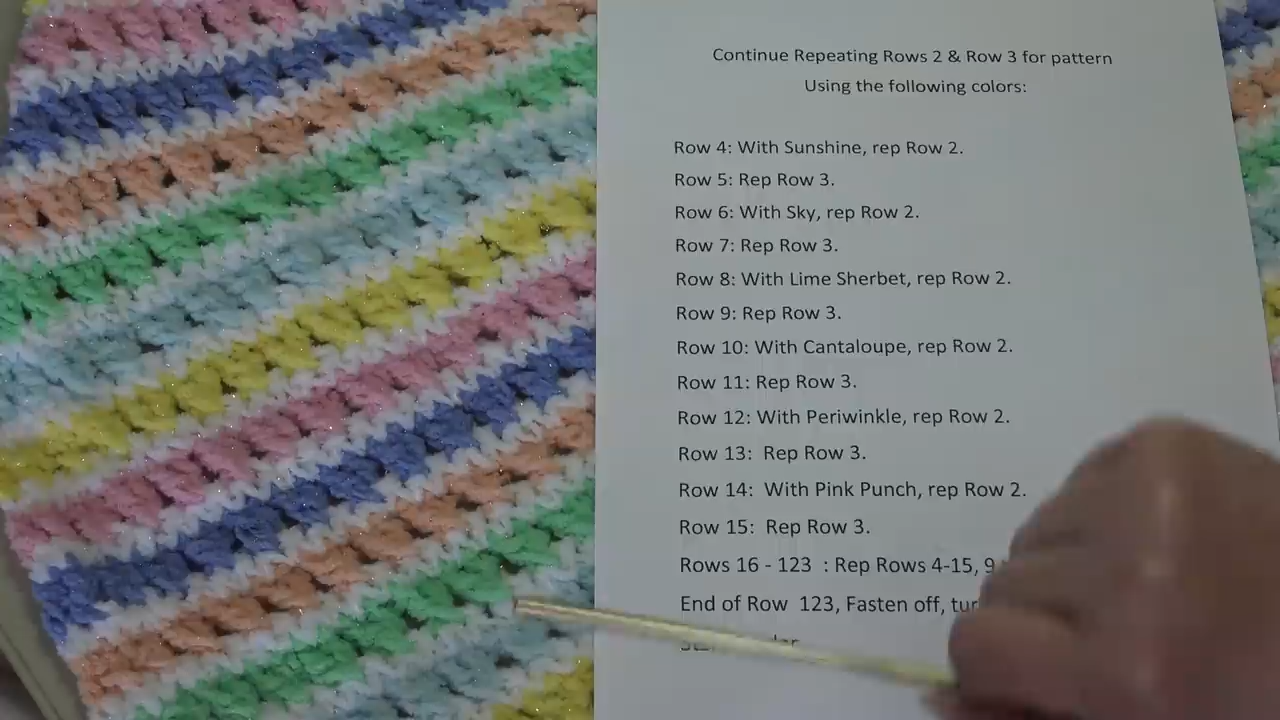 Continue Repeating Rows 2 & Row 3 for pattern
Using the following colors:
Row 4: With Sunshine, rep Row 2.
Row 5: Rep Row 3.
Row 6: With Sky, rep Row 2.
Row 7: Rep Row 3.
Row 8: With Lime Sherbet, rep Row 2.
Row 9: Rep Row 3.
Row 10: With Cantaloupe, rep Row 2.
Row 11: Rep Row 3.
Row 12: With Periwinkle, rep Row 2.
Row 13:  Rep Row 3.
Row 14:  With Pink Punch, rep Row 2.
Row 15:  Rep Row 3.
Rows 16 - 123  : Rep Rows 4-15, 9
End of Row  123, Fasten off,